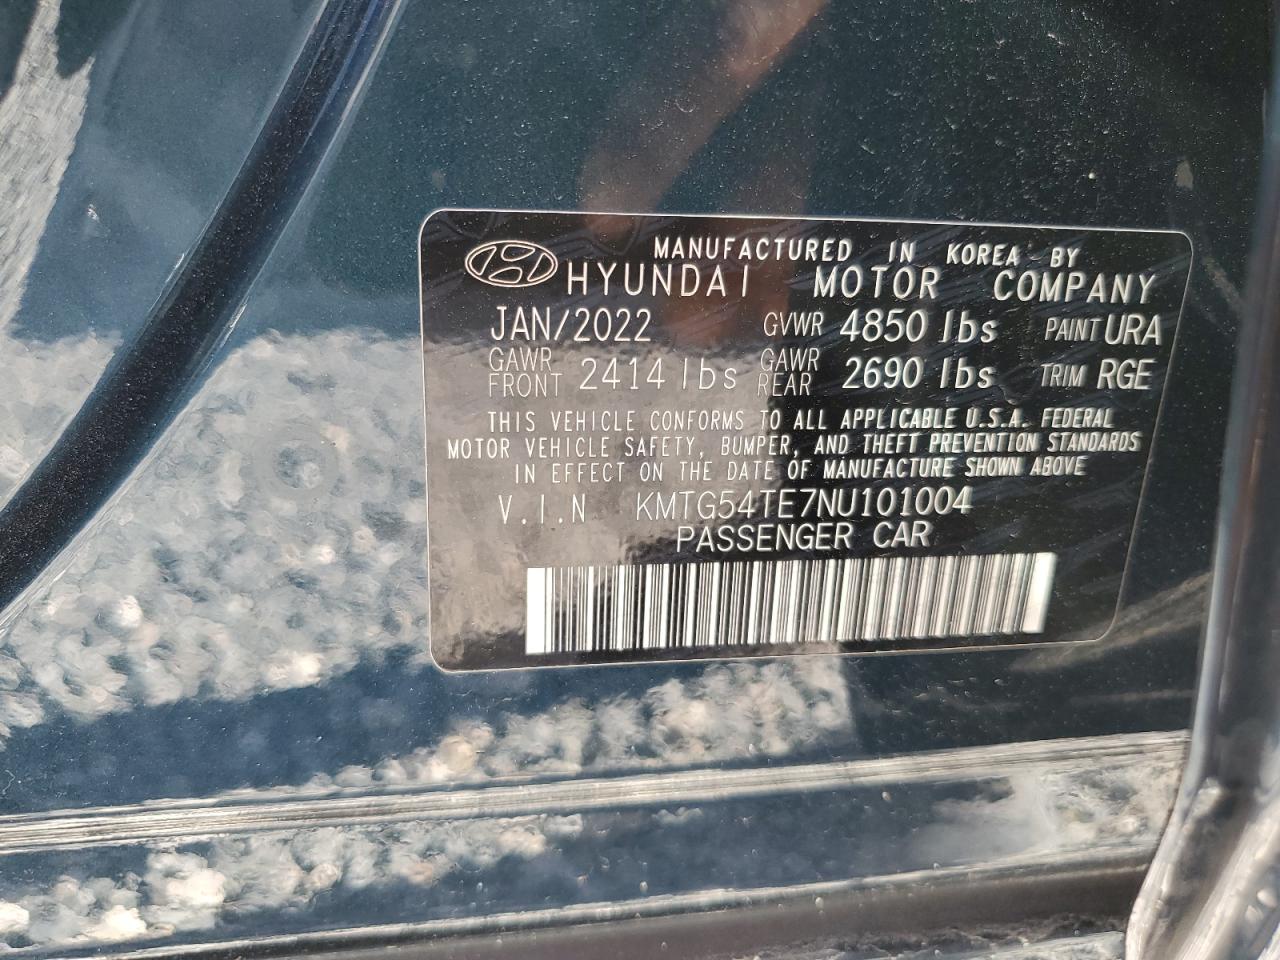 MANUFACTURED IN KOREA BY
HYUNDAI MOTOR COMPANY
JAN/2022 GVWR 4850 lbs PAINT URA
GAWR FRONT 2414 lbs GAWR REAR 2690 lbs TRIM RGE
THIS VEHICLE CONFORMS TO ALL APPLICABLE U.S.A. FEDERAL
MOTOR VEHICLE SAFETY, BUMPER, AND THEFT PREVENTION STANDARDS
IN EFFECT ON THE DATE OF MANUFACTURE SHOWN ABOVE
V.I.N KMTG54TE7NU101004
PASSENGER CAR